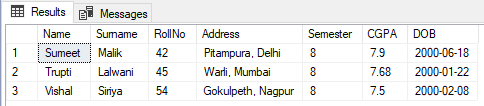 Results Messages
Name Surname RollNo Address Semester CGPA DOB
1 Sumeet Malik 42 Pitampura, Delhi 8 7.9 2000-06-18
2 Trupti Lalwani 45 Warli, Mumbai 8 7.68 2000-01-22
3 Vishal Siriya 54 Gokulpeth, Nagpur 8 7.5 2000-02-08